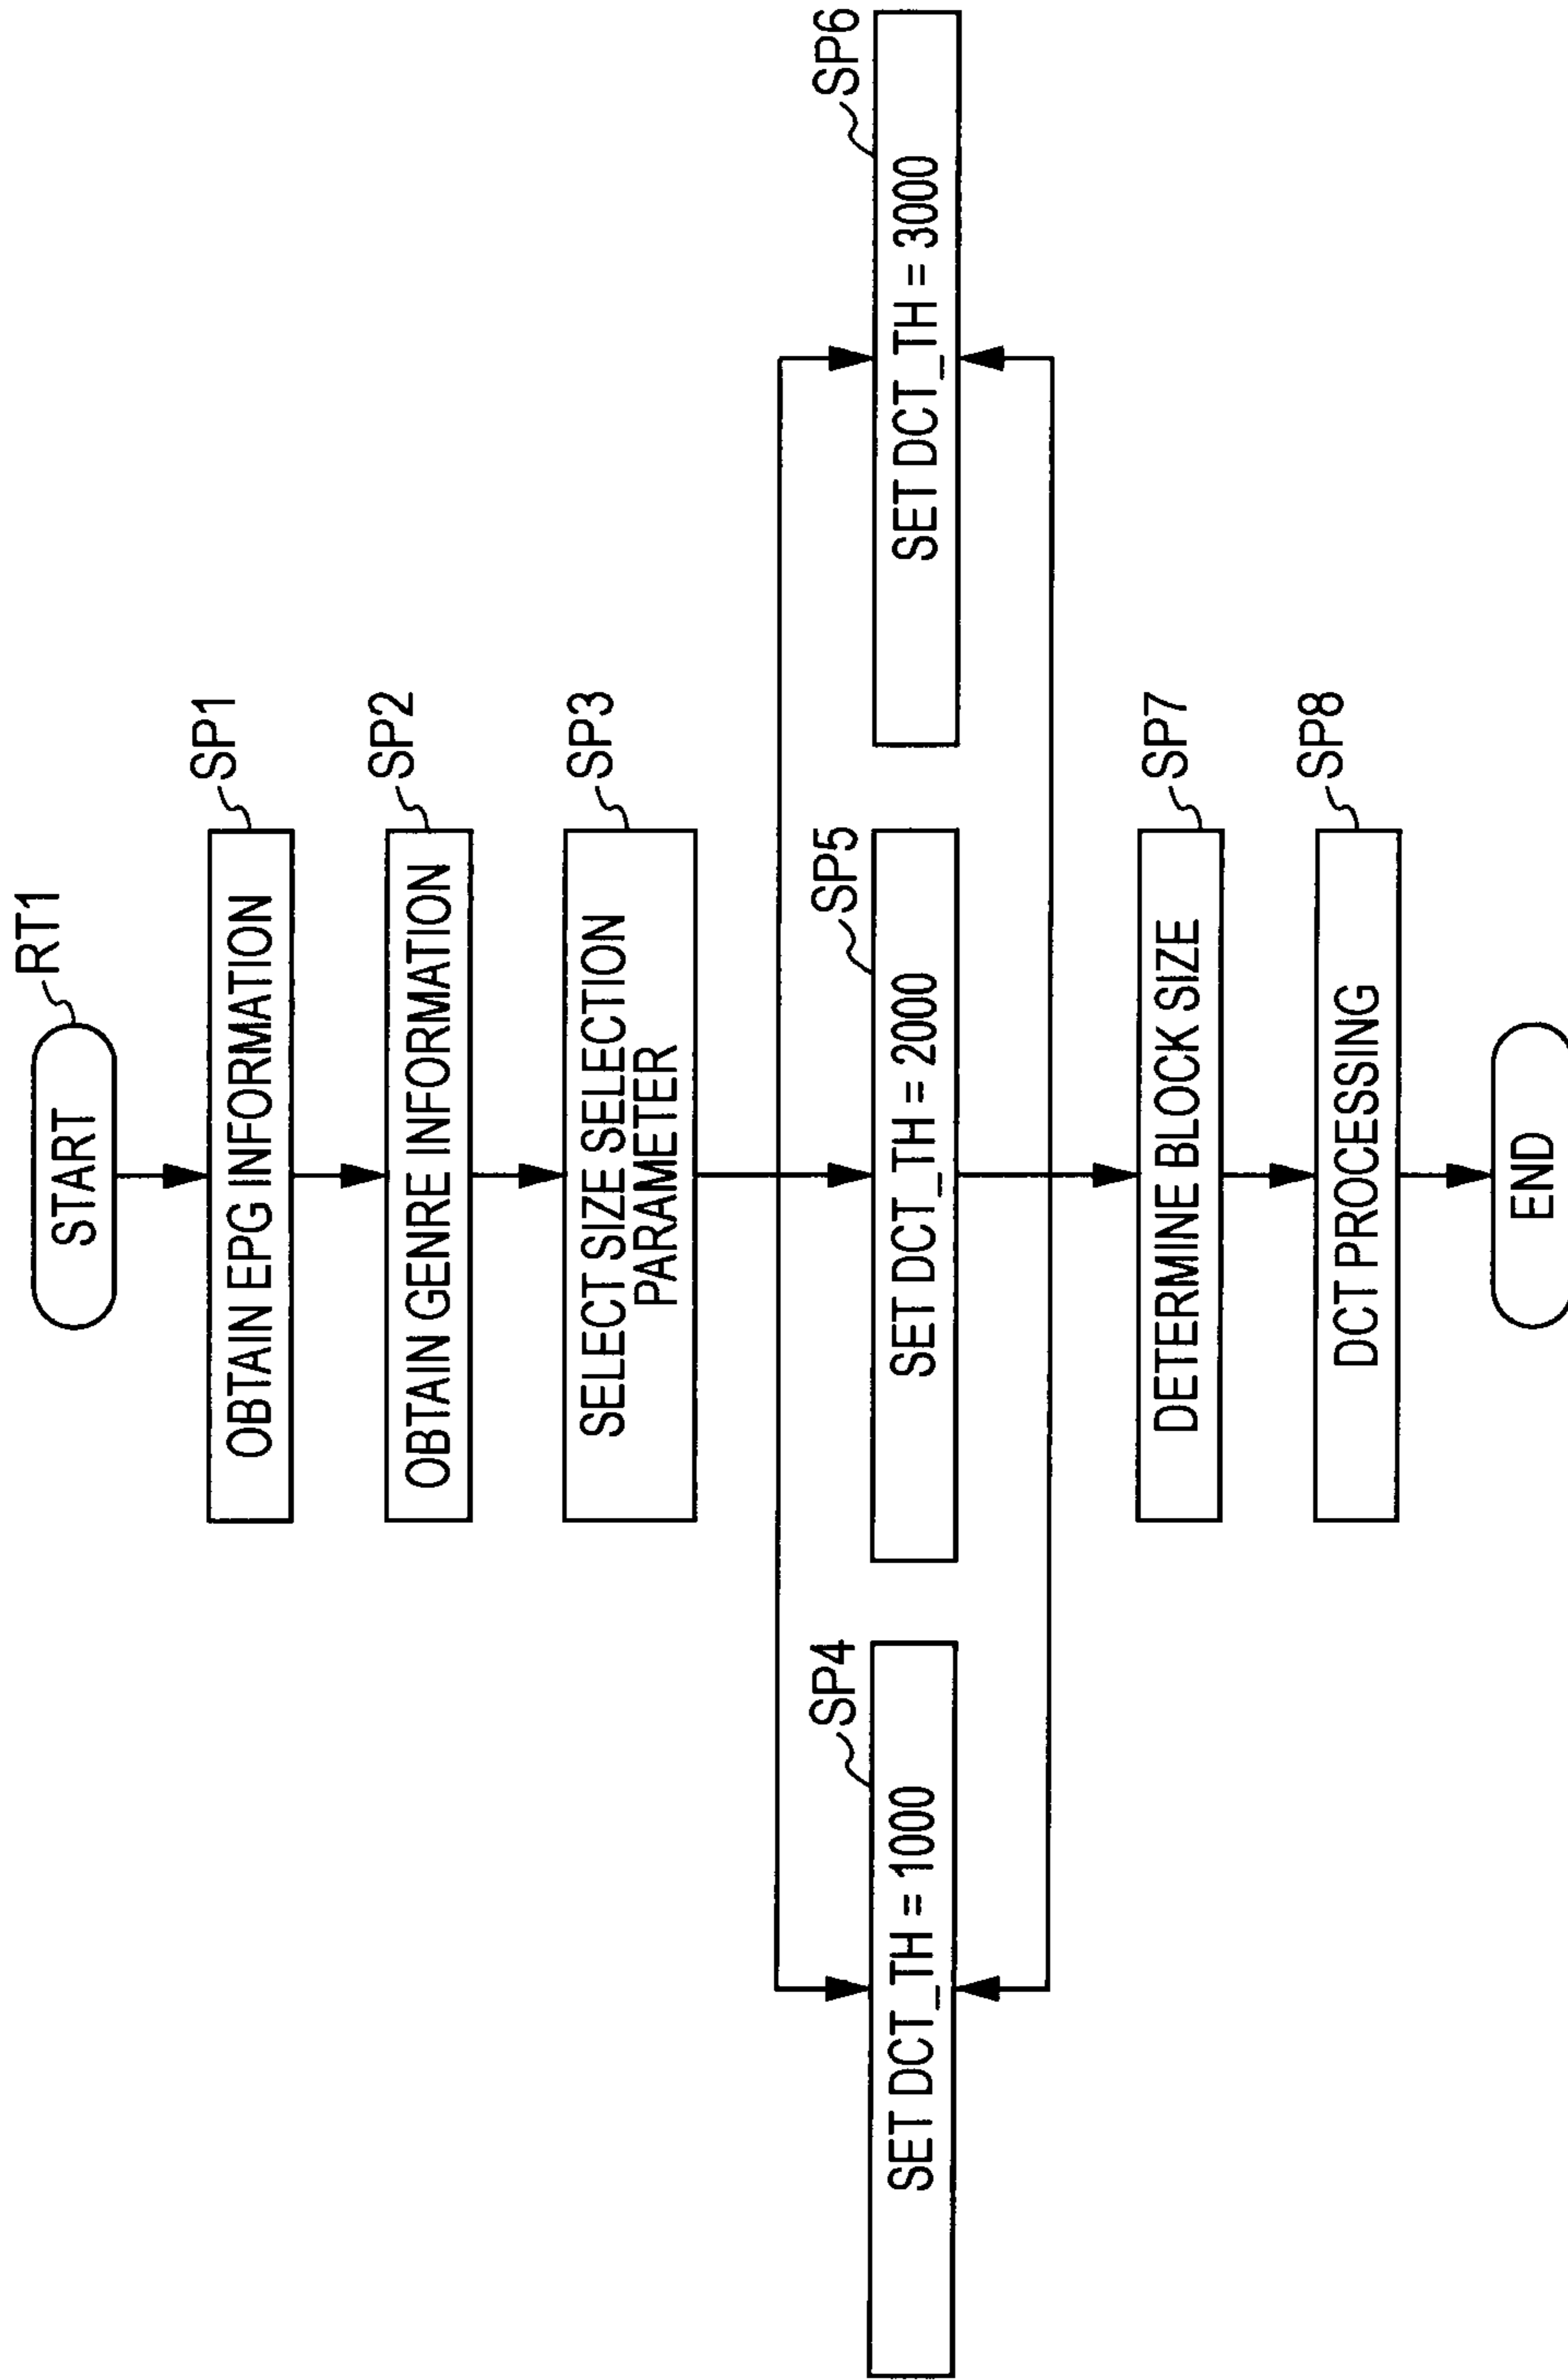 RT1
START
SP1
OBTAIN EPG INFORMATION
SP2
OBTAIN GENRE INFORMATION
SP3
SELECT SIZE SELECTION
PARAMETER
SP4
SET DCT_TH = 1000
SP5
SET DCT_TH = 2000
SP6
SET DCT_TH = 3000
SP7
DETERMINE BLOCK SIZE
SP8
DCT PROCESSING
END